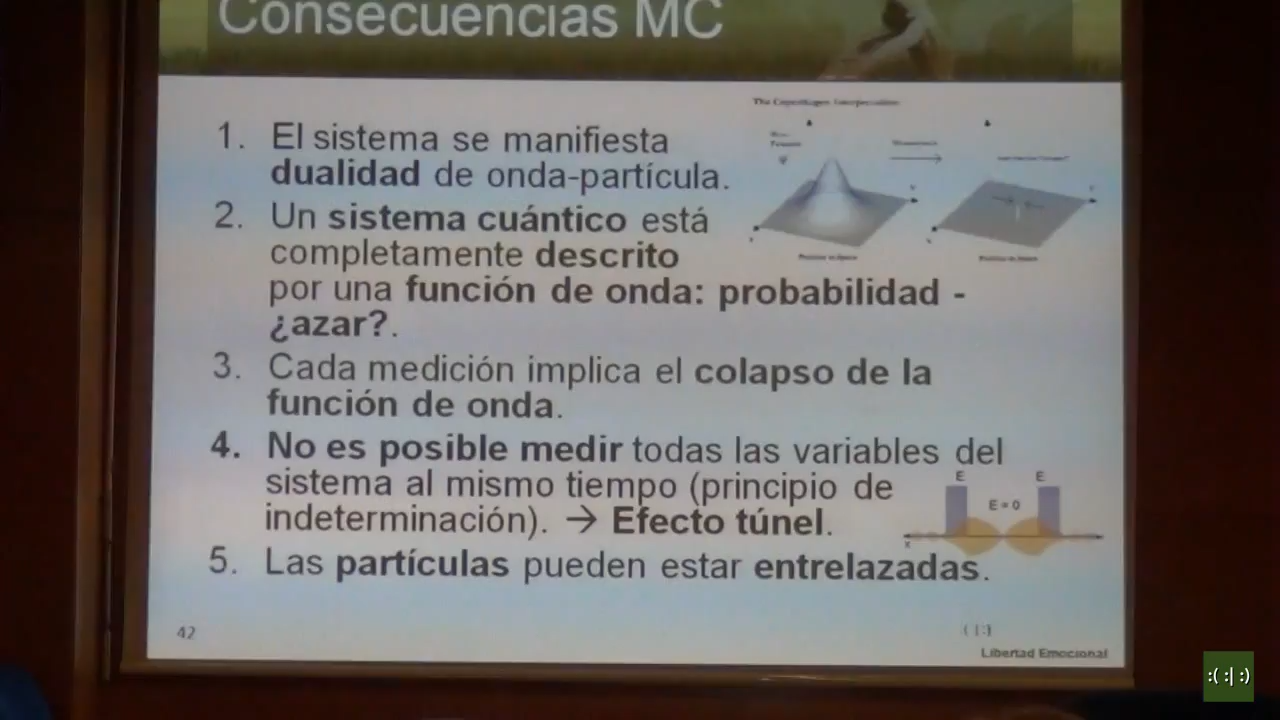 Consecuencias MC
The Copenhagen Interpretation
1. El sistema se manifiesta
dualidad de onda-partícula.
2. Un sistema cuántico está
completamente descrito
por una función de onda: probabilidad -
¿azar?.
3. Cada medición implica el colapso de la
función de onda.
4. No es posible medir todas las variables del
sistema al mismo tiempo (principio de
indeterminación). → Efecto túnel.
E E
E=0
x
5. Las partículas pueden estar entrelazadas.
42
Libertad Emocional
:( :| :)